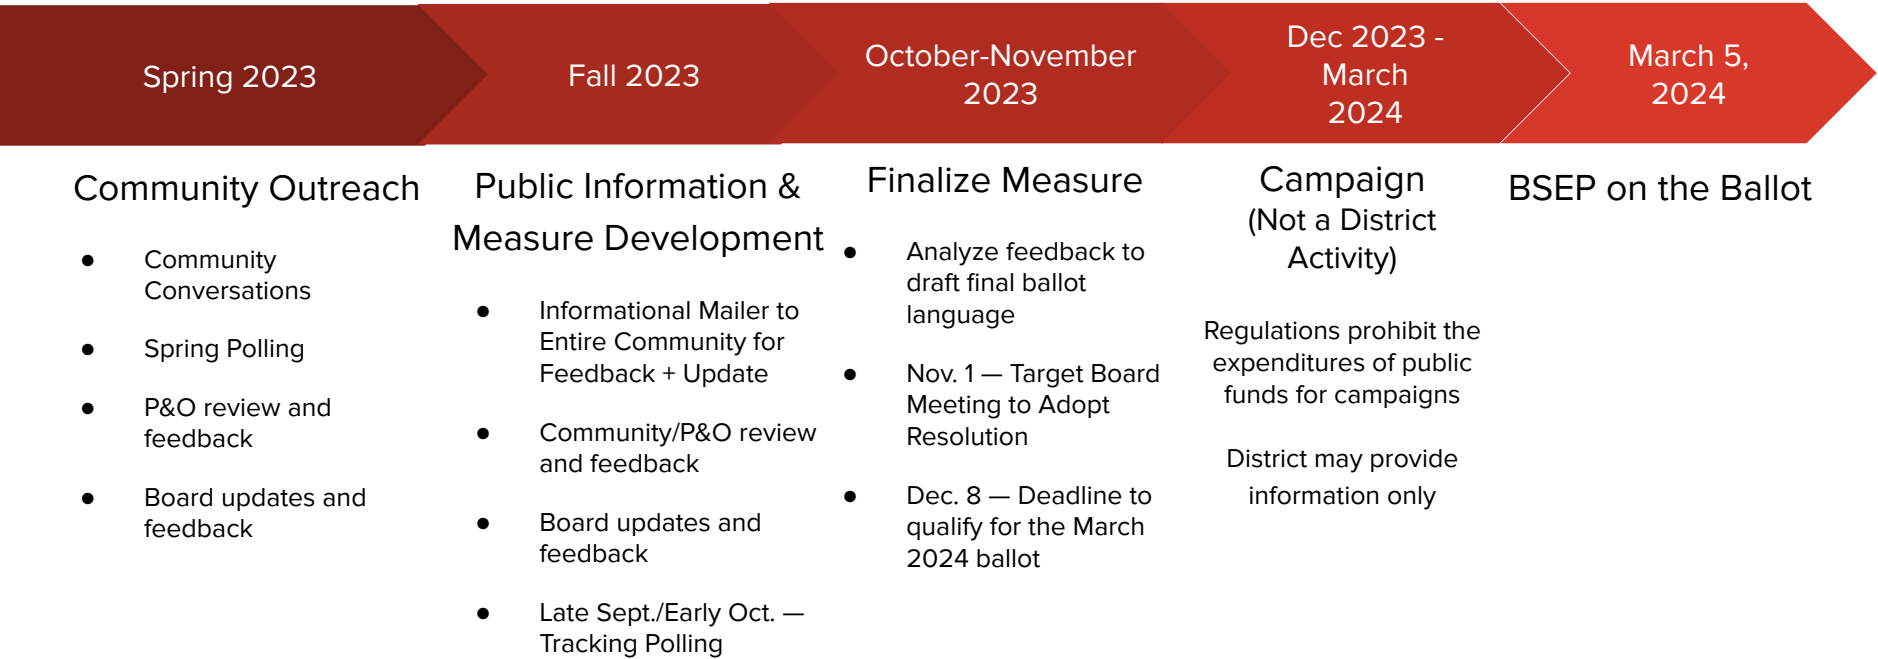 Spring 2023
Fall 2023
October-November
2023
Dec 2023 -
March
2024
March 5,
2024
Community Outreach
● Community
Conversations
● Spring Polling
● P&O review and
feedback
● Board updates and
feedback
Public Information &
Measure Development
● Informational Mailer to
Entire Community for
Feedback + Update
● Community/P&O review
and feedback
● Board updates and
feedback
● Late Sept./Early Oct. —
Tracking Polling
Finalize Measure
● Analyze feedback to
draft final ballot
language
● Nov. 1 — Target Board
Meeting to Adopt
Resolution
● Dec. 8 — Deadline to
qualify for the March
2024 ballot
Campaign
(Not a District
Activity)
Regulations prohibit the
expenditures of public
funds for campaigns
District may provide
information only
BSEP on the Ballot